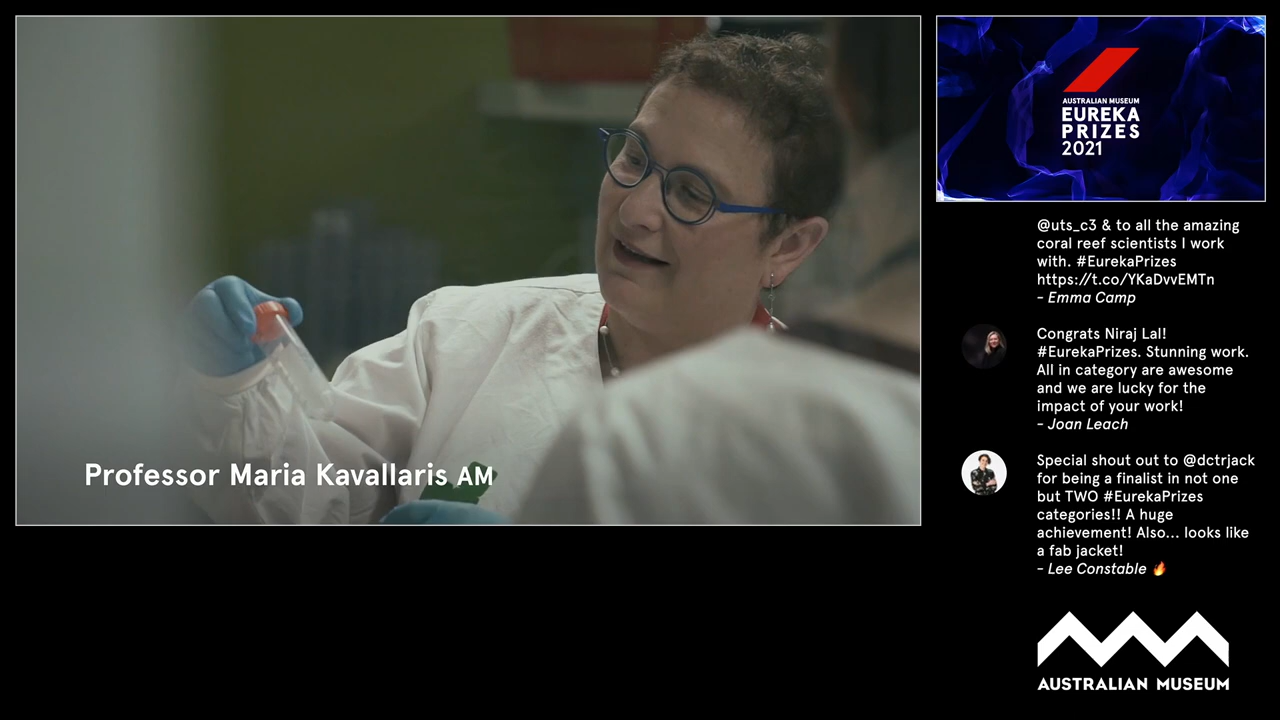 Professor Maria Kavallaris AM
AUSTRALIAN MUSEUM
EUREKA
PRIZES
2021
@uts_c3 & to all the amazing
coral reef scientists I work
with. #EurekaPrizes
https://t.co/YKaDvvEMTn
- Emma Camp
Congrats Niraj Lal!
#EurekaPrizes. Stunning work.
All in category are awesome
and we are lucky for the
impact of your work!
- Joan Leach
Special shout out to @dctrjack
for being a finalist in not one
but TWO #EurekaPrizes
categories!! A huge
achievement! Also... looks like
a fab jacket!
- Lee Constable 🔥
AUSTRALIAN MUSEUM